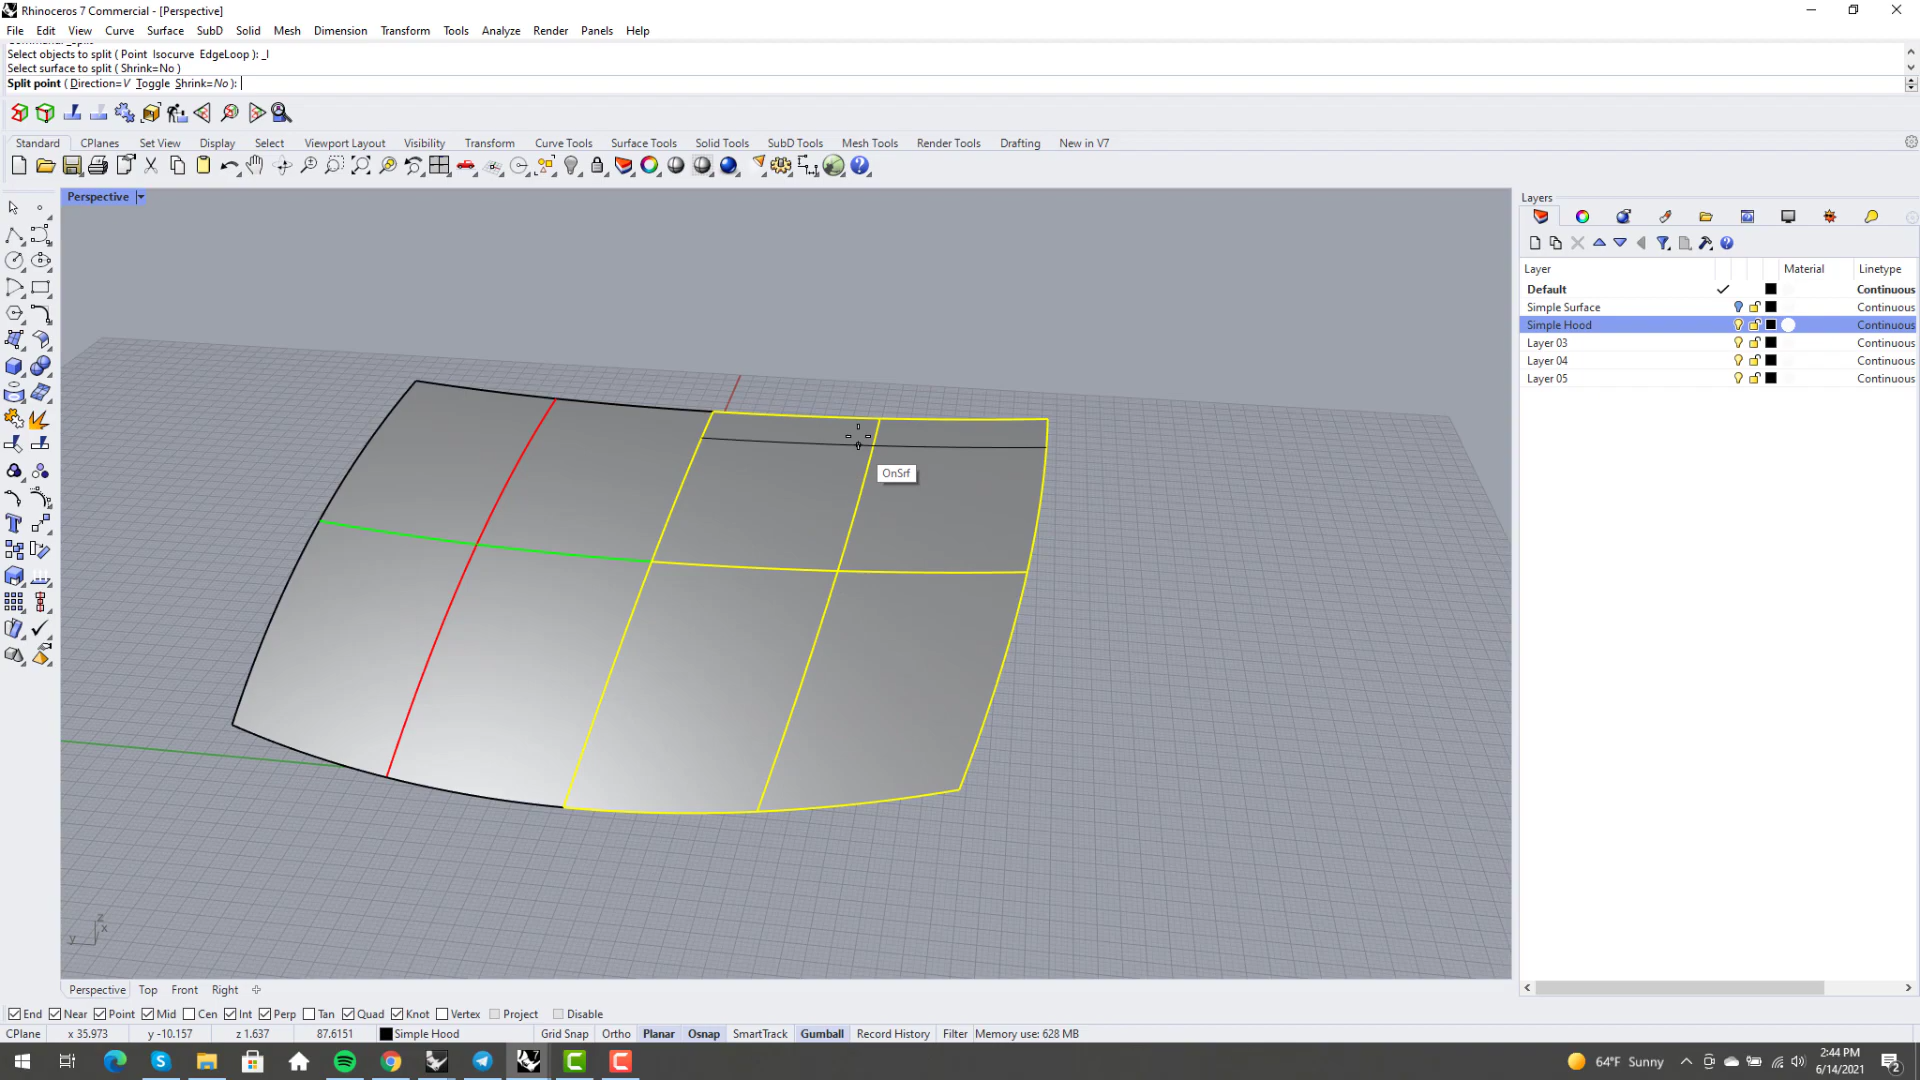 Rhinoceros 7 Commercial - [Perspective]
File Edit View Curve Surface SubD Solid Mesh Dimension Transform Tools Analyze Render Panels Help
Select objects to split ( Point Isocurve EdgeLoop ): _I
Select surface to split ( Shrink=No )
Split point ( Direction=V Toggle Shrink=No ):
Standard CPlanes Set View Display Select Viewport Layout Visibility Transform Curve Tools Surface Tools Solid Tools SubD Tools Mesh Tools Render Tools Drafting New in V7
Perspective
Layers
Layer Material Linetype
Default Continuous
Simple Surface Continuous
Simple Hood Continuous
Layer 03 Continuous
Layer 04 Continuous
Layer 05 Continuous
OnSrf
z
x
y
Perspective Top Front Right
End Near Point Mid Cen Int Perp Tan Quad Knot Vertex Project Disable
CPlane x 35.973 y -10.157 z 1.637 87.6151 Simple Hood Grid Snap Ortho Planar Osnap SmartTrack Gumball Record History Filter Memory use: 628 MB
64°F Sunny
2:44 PM
6/14/2021
2